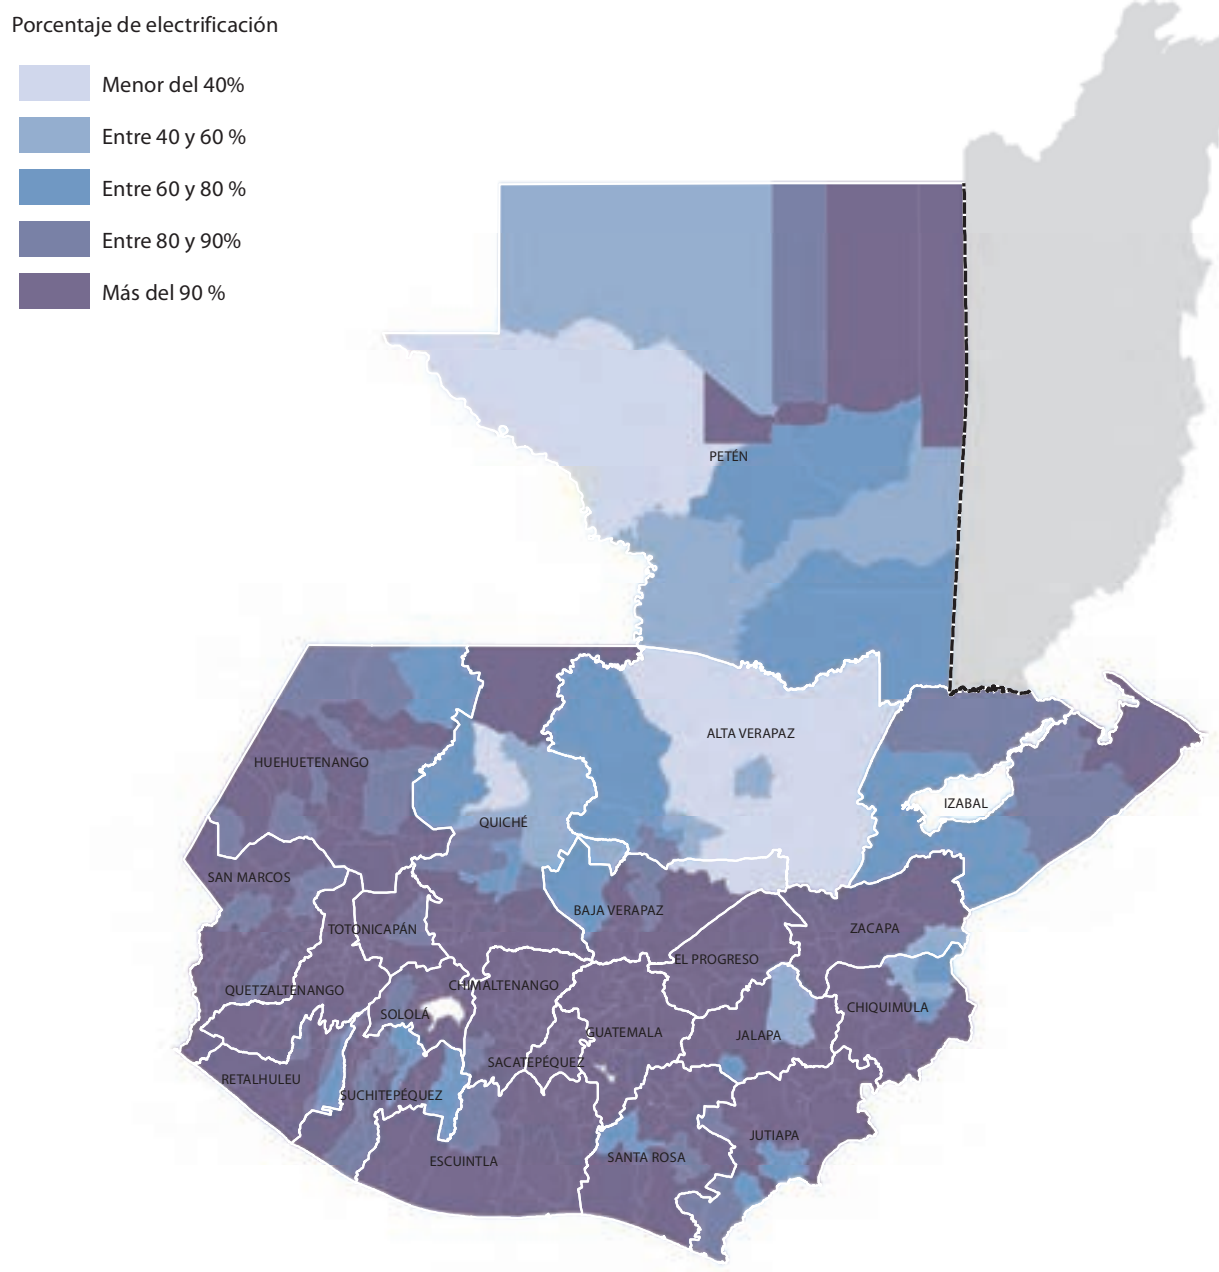 Porcentaje de electrificación
Menor del 40%
Entre 40 y 60 %
Entre 60 y 80 %
Entre 80 y 90%
Más del 90 %
PETÉN
ALTA VERAPAZ
HUEHUETENANGO
IZABAL
QUICHÉ
SAN MARCOS
BAJA VERAPAZ
TOTONICAPÁN
ZACAPA
EL PROGRESO
QUETZALTENANGO
CHIMALTENANGO
CHIQUIMULA
SOLOLÁ
GUATEMALA
JALAPA
SACATEPÉQUEZ
RETALHULEU
SUCHITEPÉQUEZ
JUTIAPA
SANTA ROSA
ESCUINTLA